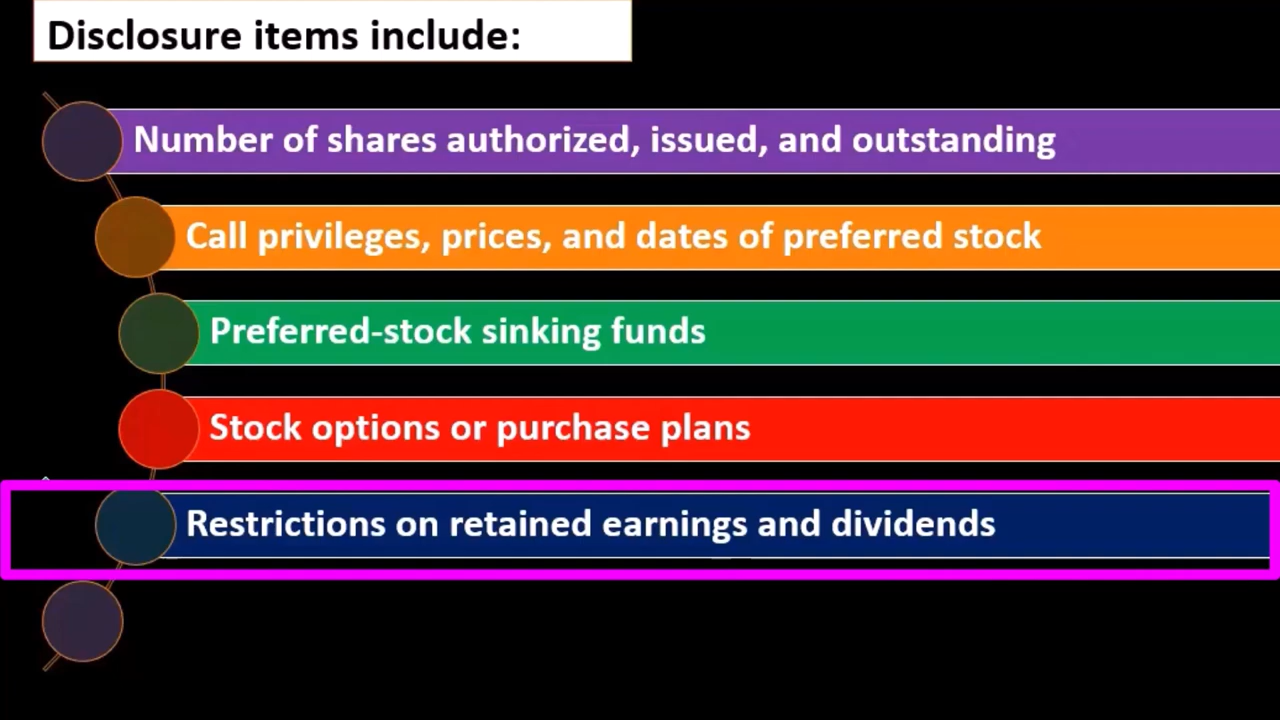 Disclosure items include:
Number of shares authorized, issued, and outstanding
Call privileges, prices, and dates of preferred stock
Preferred-stock sinking funds
Stock options or purchase plans
Restrictions on retained earnings and dividends